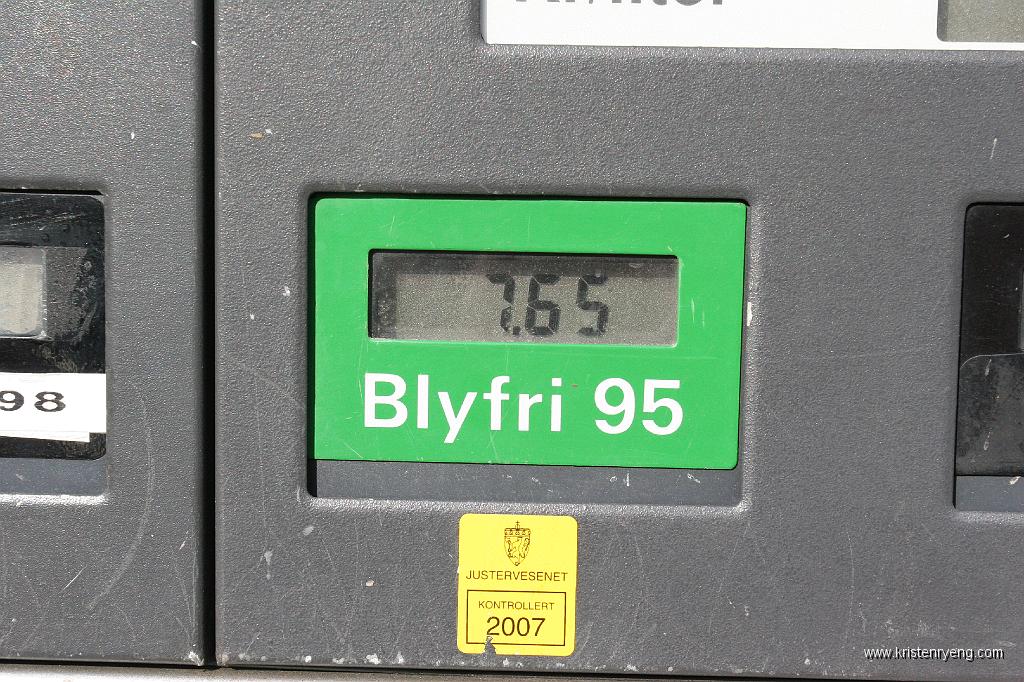 7.65
Blyfri 95
98
JUSTERVESENET
KONTROLLERT
2007
www.kristenryeng.com